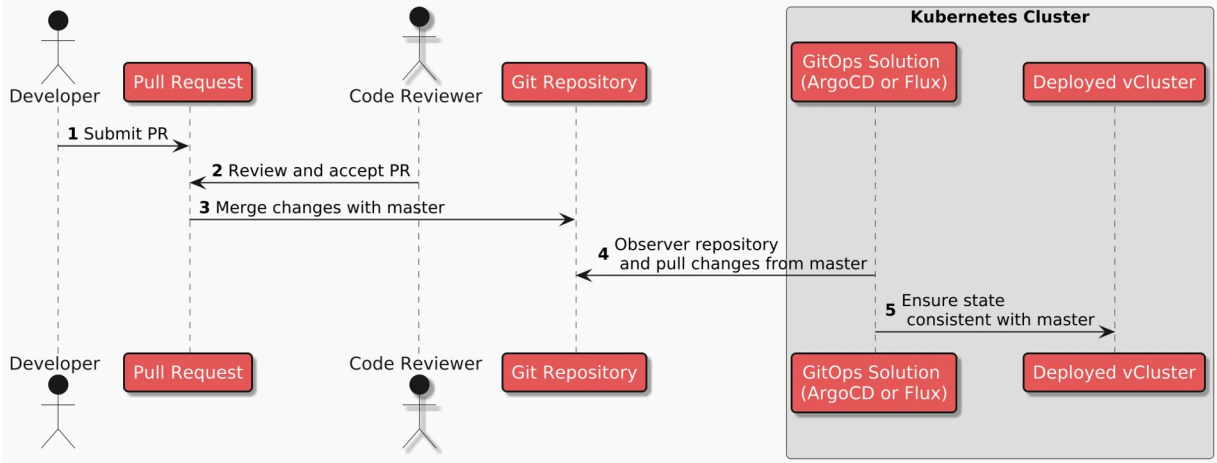 Kubernetes Cluster
Developer
Pull Request
Code Reviewer
Git Repository
GitOps Solution
(ArgoCD or Flux)
Deployed vCluster
1 Submit PR
2 Review and accept PR
3 Merge changes with master
4 Observer repository
and pull changes from master
5 Ensure state
consistent with master
Developer
Pull Request
Code Reviewer
Git Repository
GitOps Solution
(ArgoCD or Flux)
Deployed vCluster